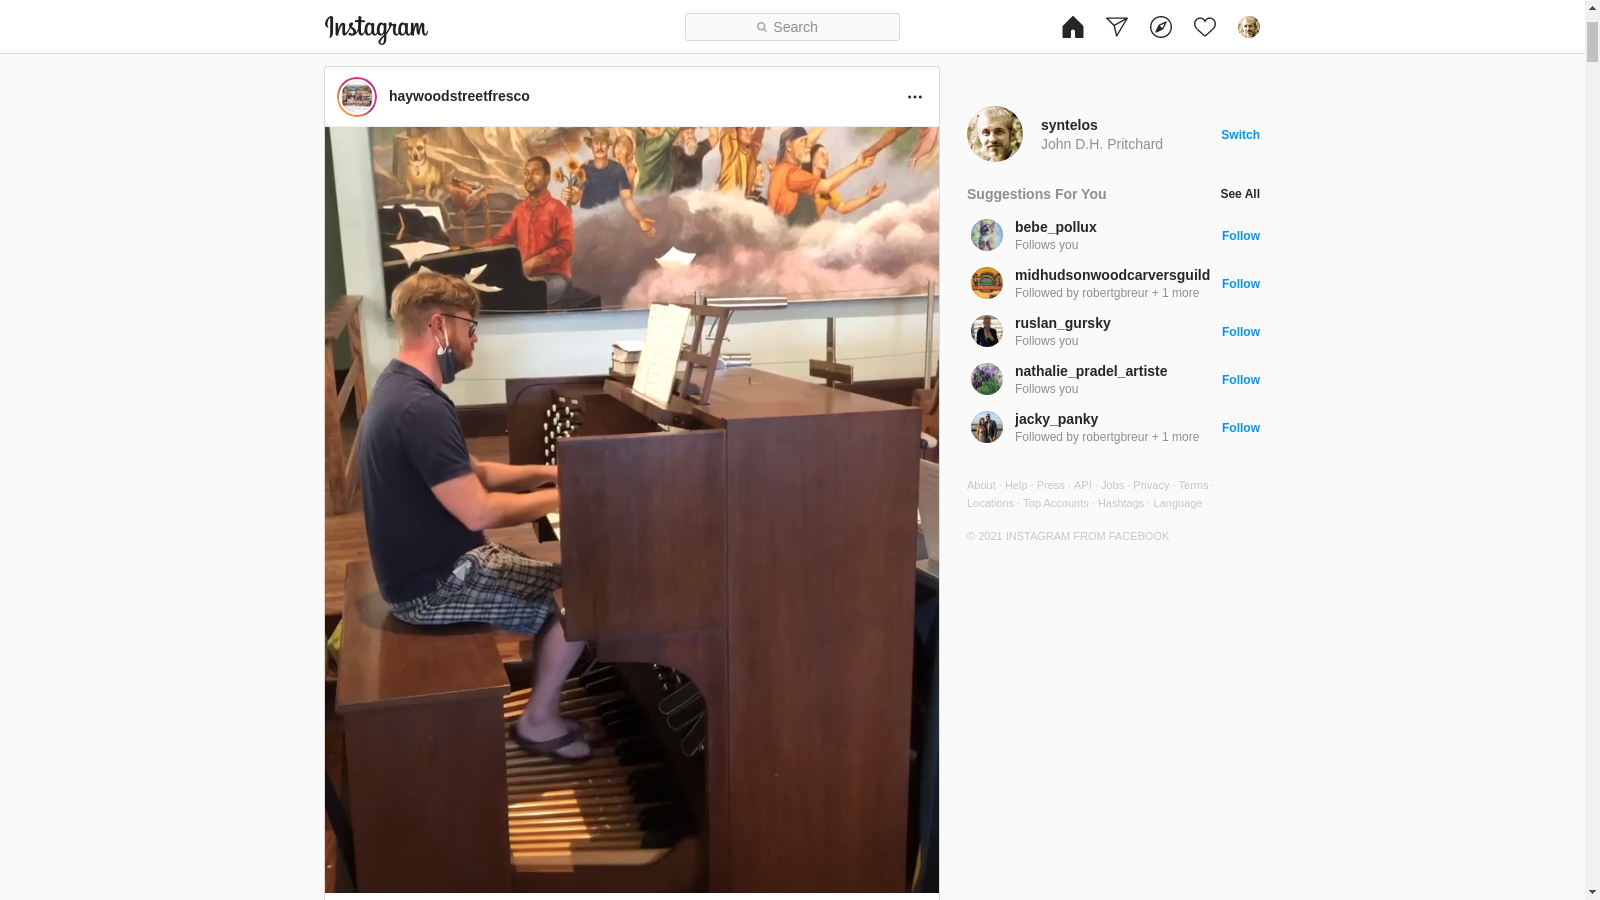 Instagram
Search
haywoodstreetfresco
syntelos
John D.H. Pritchard
Switch
Suggestions For You
See All
bebe_pollux
Follows you
Follow
midhudsonwoodcarversguild
Followed by robertgbreur + 1 more
Follow
ruslan_gursky
Follows you
Follow
nathalie_pradel_artiste
Follows you
Follow
jacky_panky
Followed by robertgbreur + 1 more
Follow
About · Help · Press · API · Jobs · Privacy · Terms ·
Locations · Top Accounts · Hashtags · Language
© 2021 INSTAGRAM FROM FACEBOOK